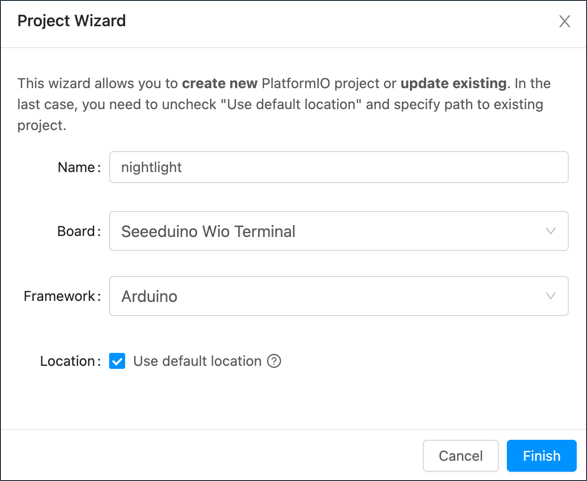 Project Wizard
This wizard allows you to create new PlatformIO project or update existing. In the
last case, you need to uncheck "Use default location" and specify path to existing
project.
Name: nightlight
Board: Seeeduino Wio Terminal
Framework: Arduino
Location: Use default location
Cancel Finish